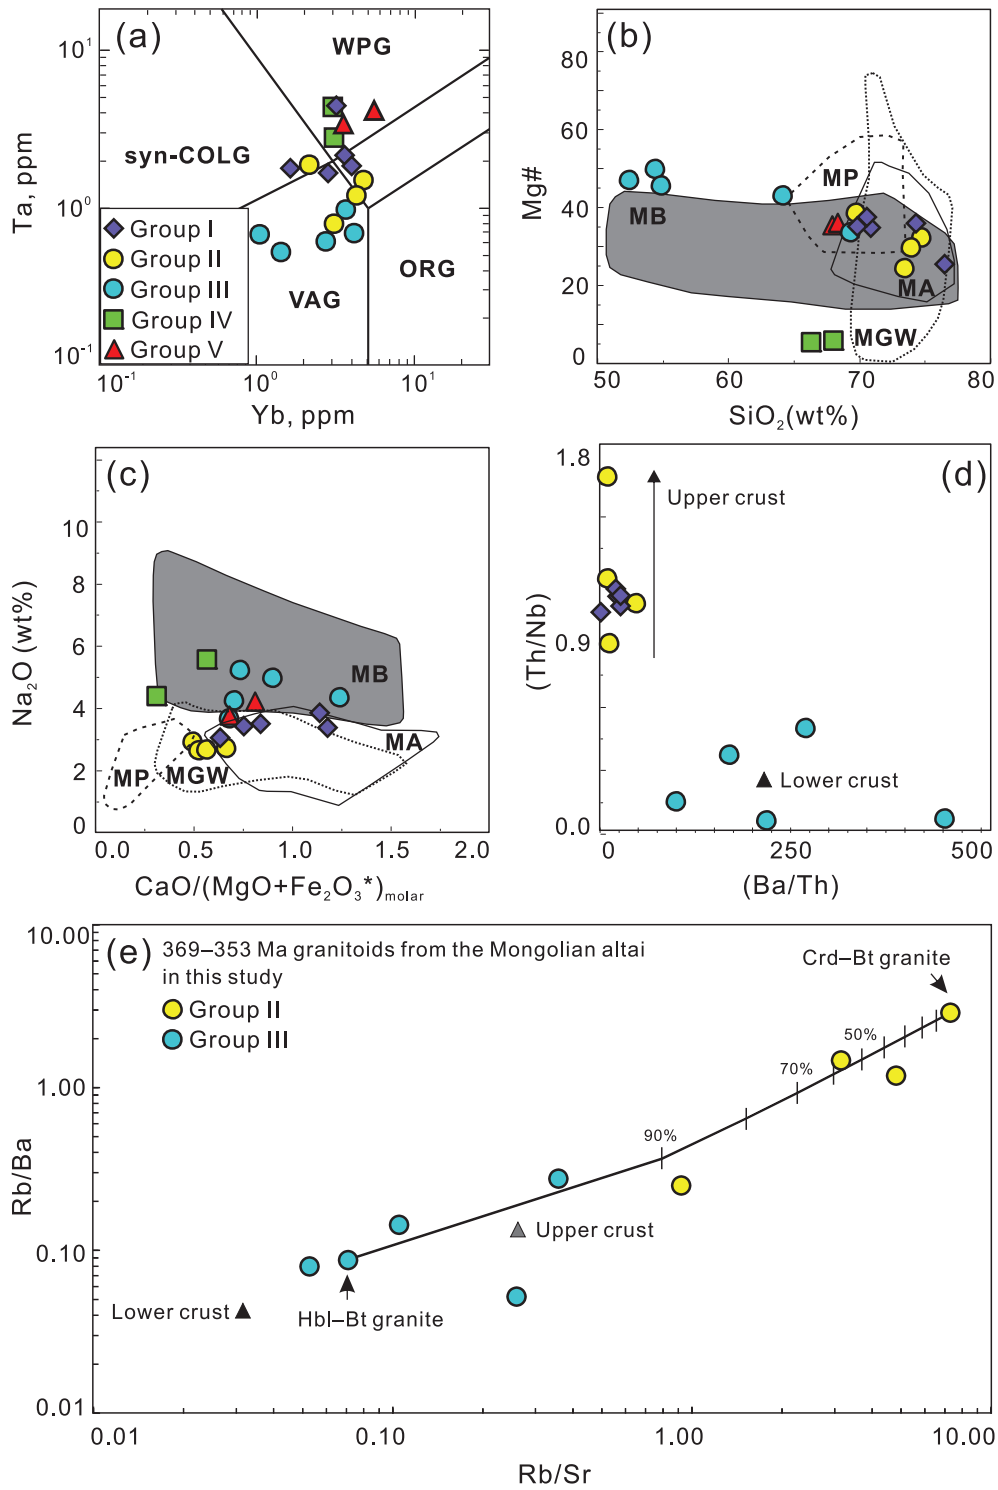 (a)
WPG
syn-COLG
VAG
ORG
Group I
Group II
Group III
Group IV
Group V
Ta, ppm
10¹
10⁰
10⁻¹
10⁻¹
10⁰
10¹
Yb, ppm
(b)
MP
MB
MA
MGW
Mg#
80
60
40
20
0
50
60
70
80
SiO₂(wt%)
(c)
MB
MA
MP
MGW
Na₂O (wt%)
10
8
6
4
2
0
0
0.5
1.0
1.5
2.0
CaO/(MgO+Fe₂O₃*)molar
(d)
Upper crust
Lower crust
(Th/Nb)
1.8
0.9
0.0
0
250
500
(Ba/Th)
(e) 369–353 Ma granitoids from the Mongolian altai
in this study
Group II
Group III
Crd–Bt granite
50%
70%
90%
Upper crust
Lower crust
Hbl–Bt granite
Rb/Ba
10.00
1.00
0.10
0.01
0.01
0.10
1.00
10.00
Rb/Sr